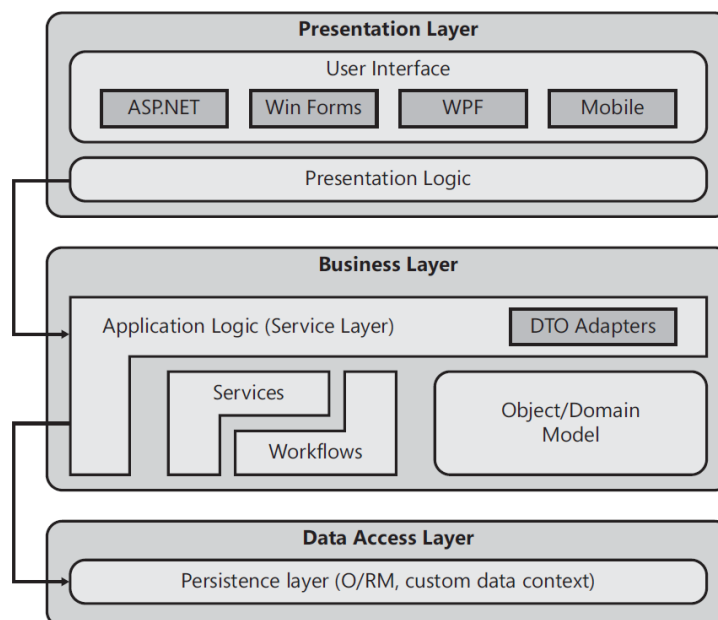 Presentation Layer
User Interface
ASP.NET
Win Forms
WPF
Mobile
Presentation Logic
Business Layer
Application Logic (Service Layer)
DTO Adapters
Services
Workflows
Object/Domain
Model
Data Access Layer
Persistence layer (O/RM, custom data context)